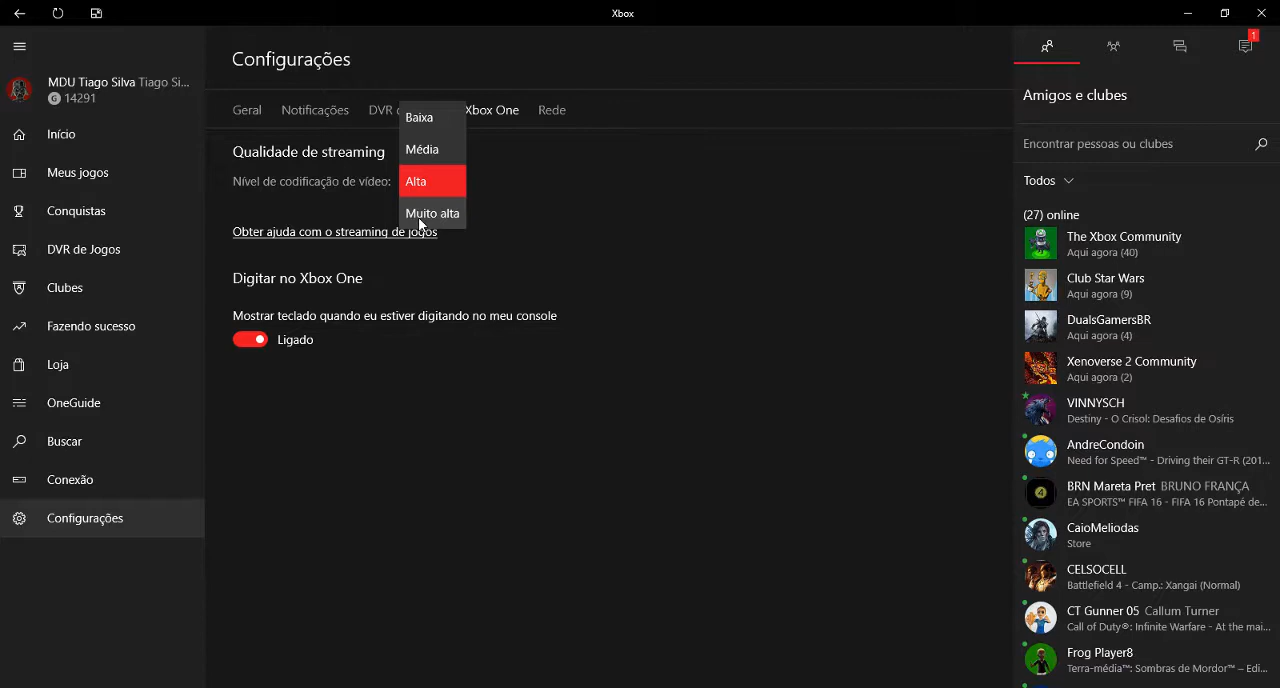 Xbox
MDU Tiago Silva Tiago Si...
G 14291
Início
Meus jogos
Conquistas
DVR de Jogos
Clubes
Fazendo sucesso
Loja
OneGuide
Buscar
Conexão
Configurações
Configurações
Geral Notificações DVR Xbox One Rede
Qualidade de streaming
Nível de codificação de vídeo:
Baixa
Média
Alta
Muito alta
Obter ajuda com o streaming de jogos
Digitar no Xbox One
Mostrar teclado quando eu estiver digitando no meu console
Ligado
1
Amigos e clubes
Encontrar pessoas ou clubes
Todos
(27) online
The Xbox Community
Aqui agora (40)
Club Star Wars
Aqui agora (9)
DualsGamersBR
Aqui agora (4)
Xenoverse 2 Community
Aqui agora (2)
VINNYSCH
Destiny - O Crisol: Desafios de Osíris
AndreCondoin
Need for Speed™ - Driving their GT-R (201...
BRN Mareta Pret BRUNO FRANÇA
EA SPORTS™ FIFA 16 - FIFA 16 Pontapé de...
CaioMeliodas
Store
CELSOCELL
Battlefield 4 - Camp.: Xangai (Normal)
CT Gunner 05 Callum Turner
Call of Duty®: Infinite Warfare - At the mai...
Frog Player8
Terra-média™: Sombras de Mordor™ – Edi...